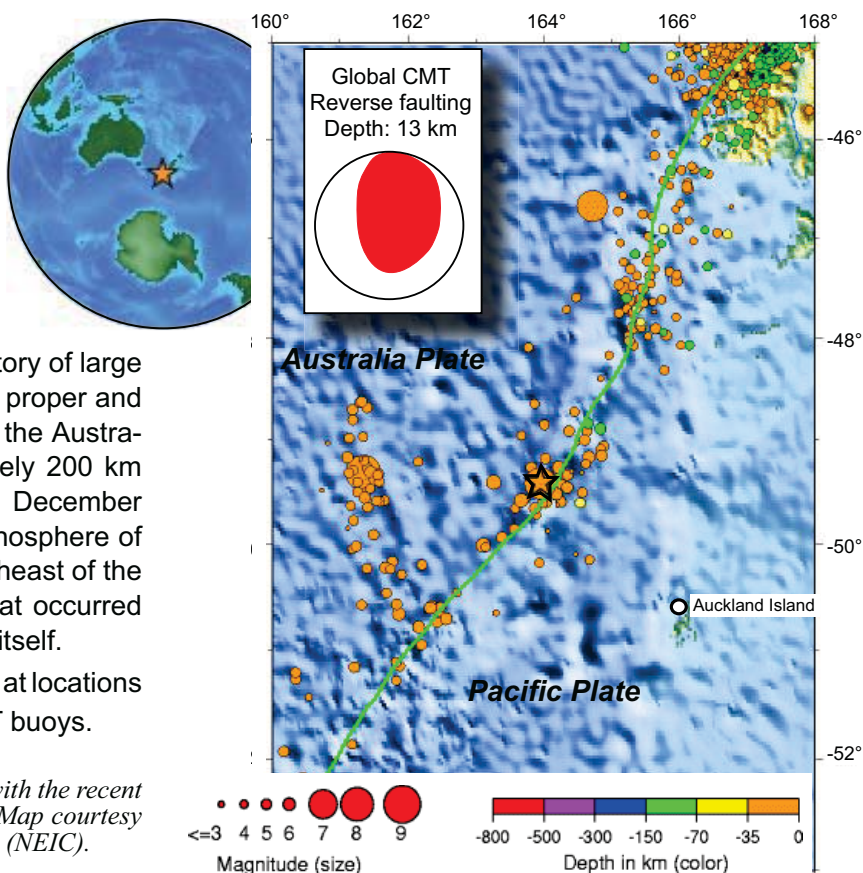 160°
162°
164°
166°
168°
Global CMT
Reverse faulting
Depth: 13 km
-46°
-48°
Australia Plate
-50°
Auckland Island
Pacific Plate
-52°
tory of large
proper and
the Austra-
ely 200 km
December
nosphere of
heast of the
at occurred
itself.
at locations
buoys.
with the recent
Map courtesy
(NEIC).
<=3 4 5 6 7 8 9
Magnitude (size)
-800 -500 -300 -150 -70 -35 0
Depth in km (color)